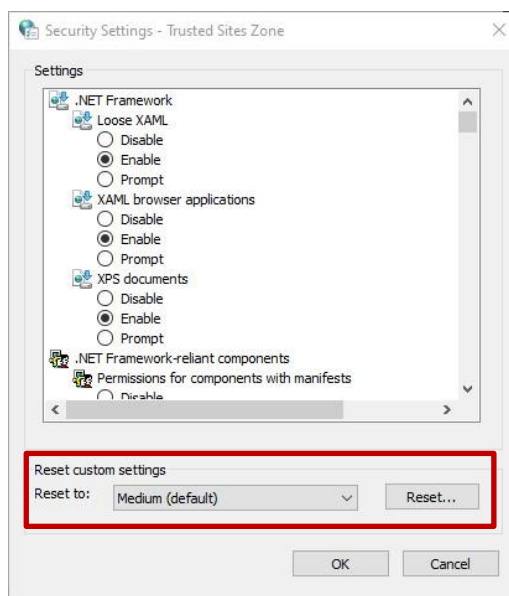 Security Settings - Trusted Sites Zone
Settings
.NET Framework
Loose XAML
Disable
Enable
Prompt
XAML browser applications
Disable
Enable
Prompt
XPS documents
Disable
Enable
Prompt
.NET Framework-reliant components
Permissions for components with manifests
Disable
Reset custom settings
Reset to: Medium (default) Reset...
OK Cancel